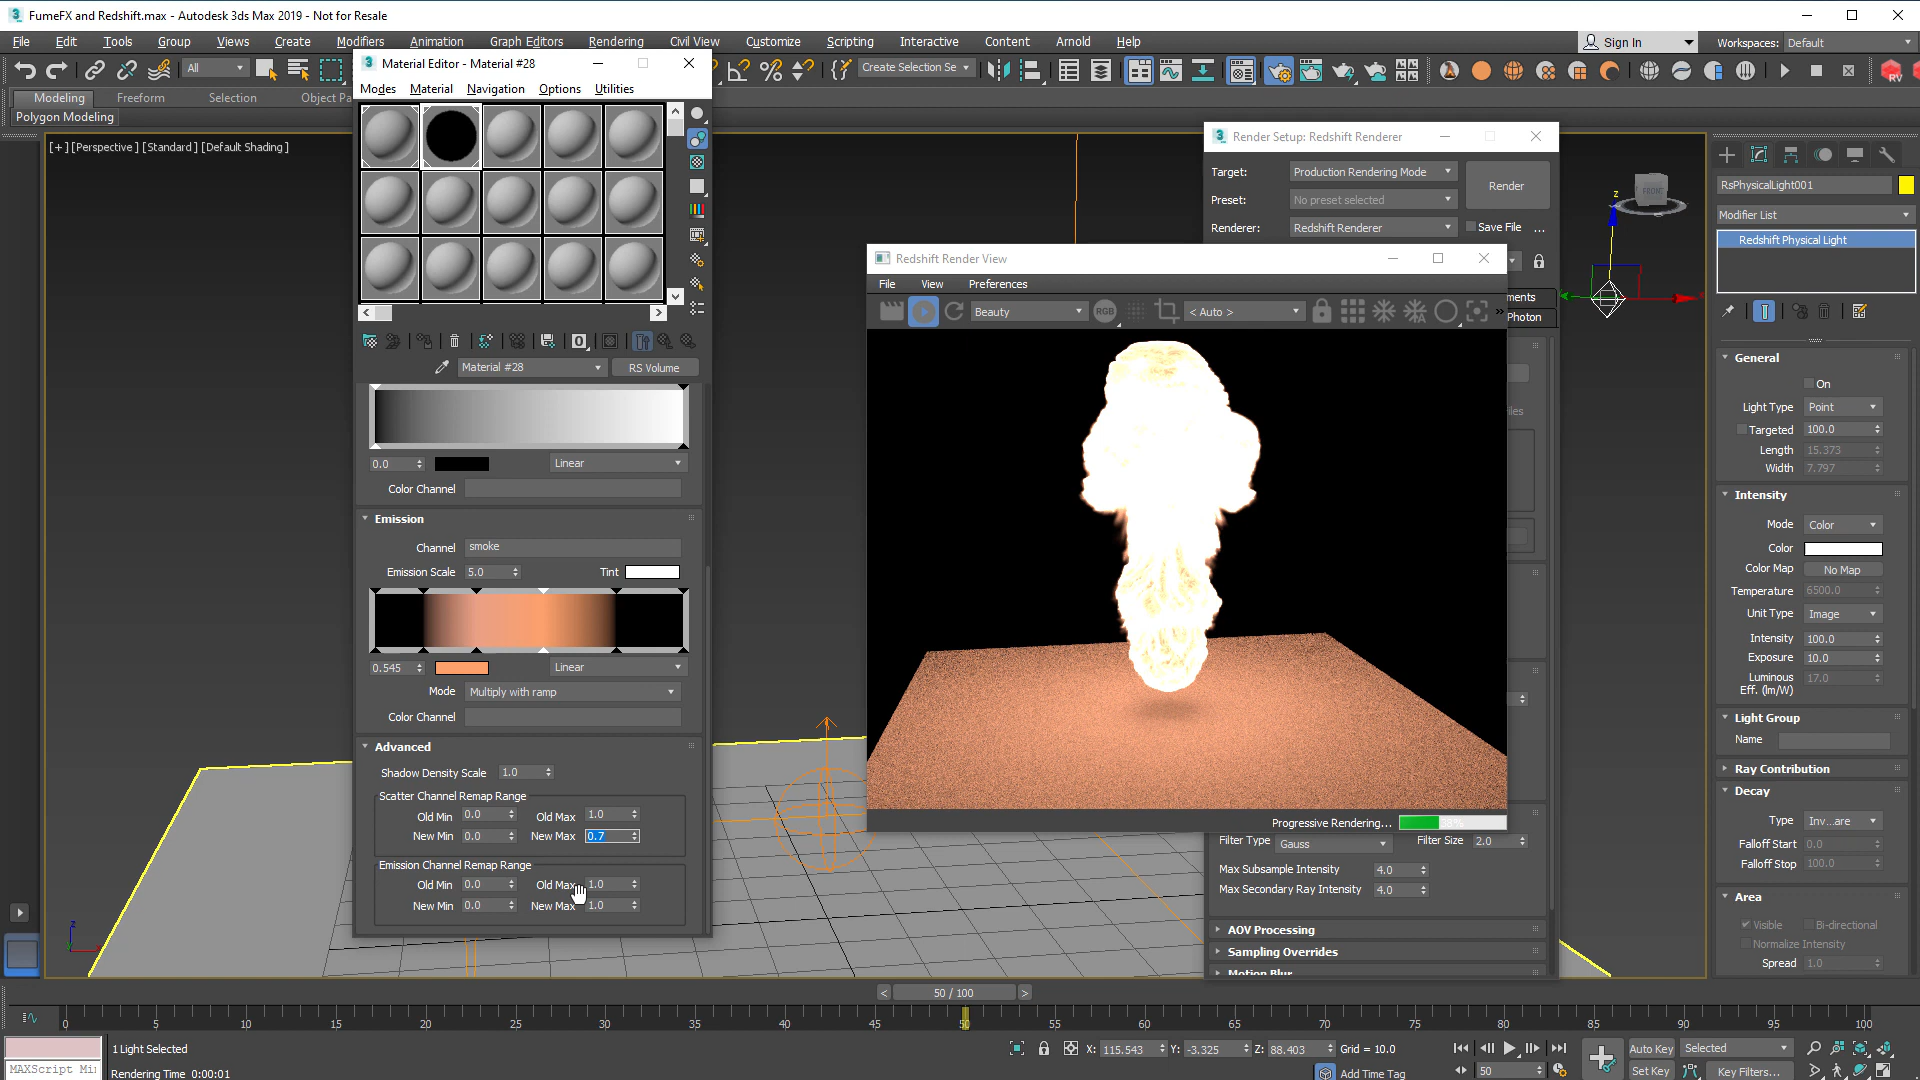 FumeFX and Redshift.max - Autodesk 3ds Max 2019 - Not for Resale
File Edit Tools Group Views Create Modifiers Animation Graph Editors Rendering Civil View Customize Scripting Interactive Content Arnold Help
Sign In
Workspaces: Default
All
Create Selection Se
Modeling Freeform Selection Object Pa
Polygon Modeling
[+] [Perspective] [Standard] [Default Shading]
Material Editor - Material #28
Modes Material Navigation Options Utilities
Material #28
RS Volume
0.0
Linear
Color Channel
Emission
Channel smoke
Emission Scale 5.0 Tint
0.545 Linear
Mode Multiply with ramp
Color Channel
Advanced
Shadow Density Scale 1.0
Scatter Channel Remap Range
Old Min 0.0 Old Max 1.0
New Min 0.0 New Max 0.7
Emission Channel Remap Range
Old Min 0.0 Old Max 1.0
New Min 0.0 New Max 1.0
Render Setup: Redshift Renderer
Target: Production Rendering Mode
Render
Preset: No preset selected
Renderer: Redshift Renderer
Save File ...
ments
Photon
iles
Redshift Render View
File View Preferences
Beauty
RGB
< Auto >
Progressive Rendering...
Filter Type Gauss Filter Size 2.0
Max Subsample Intensity 4.0
Max Secondary Ray Intensity 4.0
AOV Processing
Sampling Overrides
Motion Blur
FRONT
z
RV
RsPhysicalLight001
Modifier List
Redshift Physical Light
General
On
Light Type Point
Targeted 100.0
Length 15.373
Width 7.797
Intensity
Mode Color
Color
Color Map No Map
Temperature 6500.0
Unit Type Image
Intensity 100.0
Exposure 10.0
Luminous
Eff. (lm/W) 17.0
Light Group
Name
Ray Contribution
Decay
Type Inv...are
Falloff Start 0.0
Falloff Stop 100.0
Area
Visible Bi-directional
Normalize Intensity
Spread 1.0
z
< 50 / 100 >
0 5 10 15 20 25 30 35 40 45 50 55 60 65 70 75 80 85 90 95 100
1 Light Selected
X: 115.543 Y: -3.325 Z: 88.403 Grid = 10.0
Auto Key Selected
MAXScript Mi
Rendering Time 0:00:01
Add Time Tag
50
Set Key Key Filters...